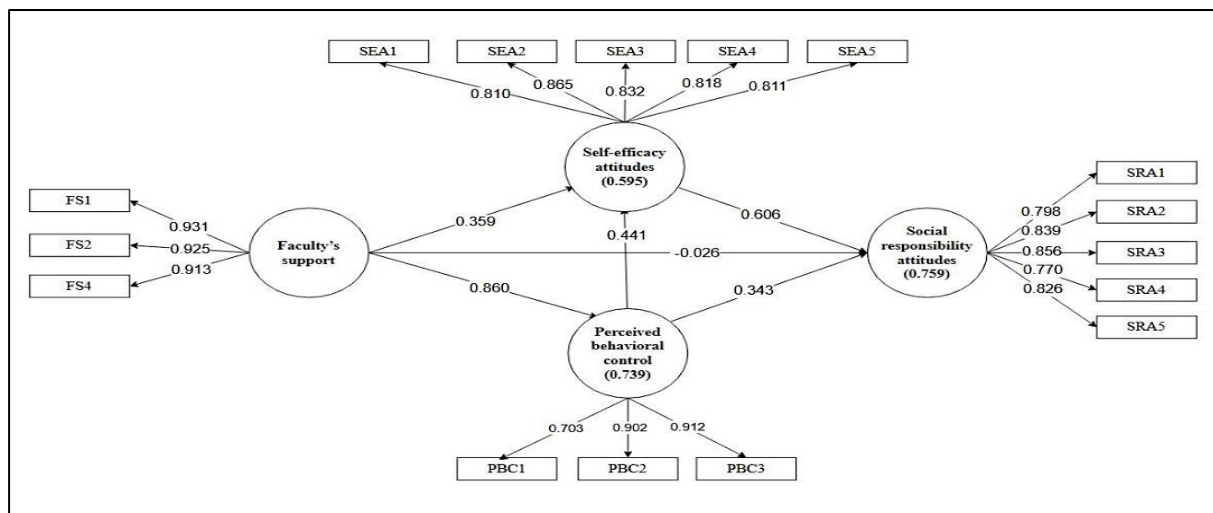 SEA1
SEA2
SEA3
SEA4
SEA5
0.810
0.865
0.832
0.818
0.811
Self-efficacy
attitudes
(0.595)
FS1
FS2
FS4
0.931
0.925
0.913
Faculty's
support
0.359
0.441
0.606
-0.026
0.860
0.343
Social
responsibility
attitudes
(0.759)
0.798
0.839
0.856
0.770
0.826
SRA1
SRA2
SRA3
SRA4
SRA5
Perceived
behavioral
control
(0.739)
0.703
0.902
0.912
PBC1
PBC2
PBC3